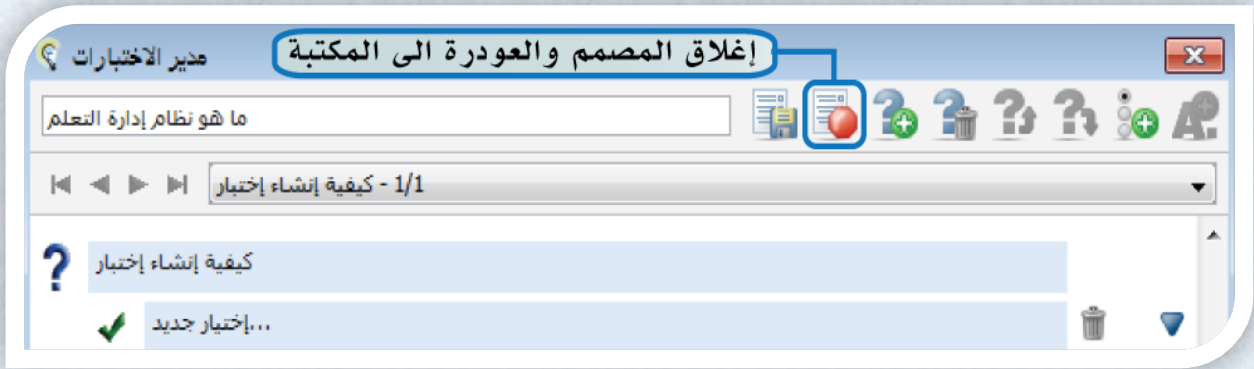 مدير الاختبارات
إغلاق المصمم والعودرة الى المكتبة
ما هو نظام إدارة التعلم
1/1 - كيفية إنشاء إختبار
كيفية إنشاء إختبار
إختيار جديد...